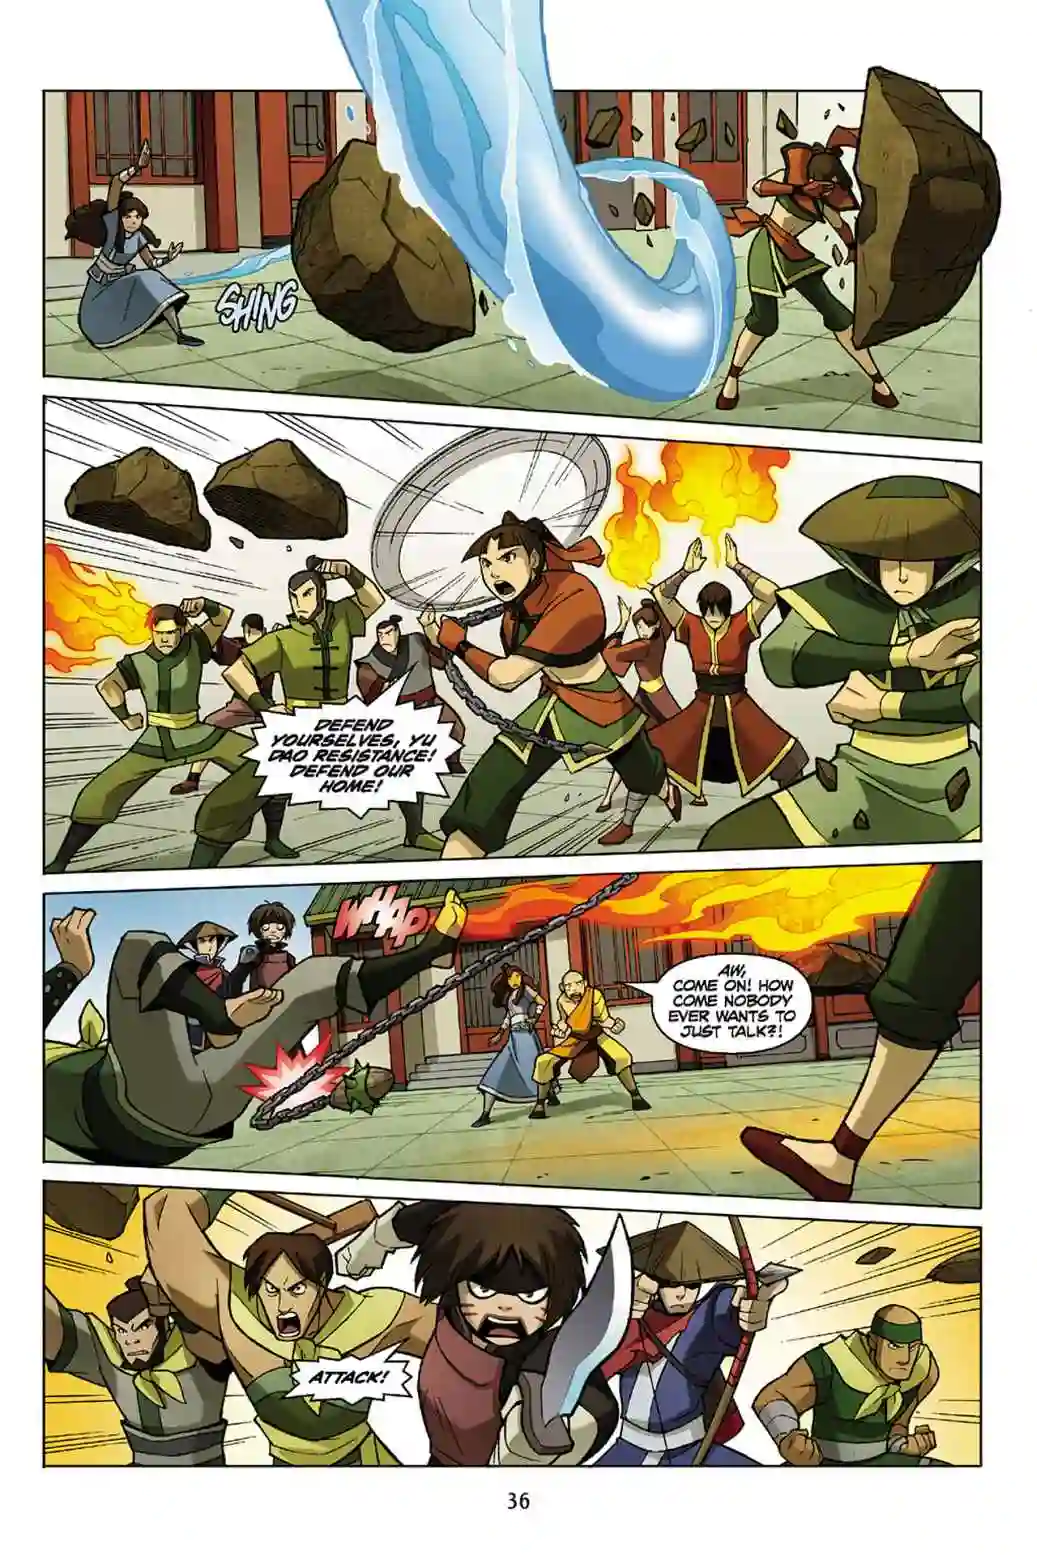 SHING
DEFEND
YOURSELVES, YU
DAO RESISTANCE!
DEFEND OUR
HOME!
WHAP
AW,
COME ON! HOW
COME NOBODY
EVER WANTS TO
JUST TALK?!
ATTACK!
36